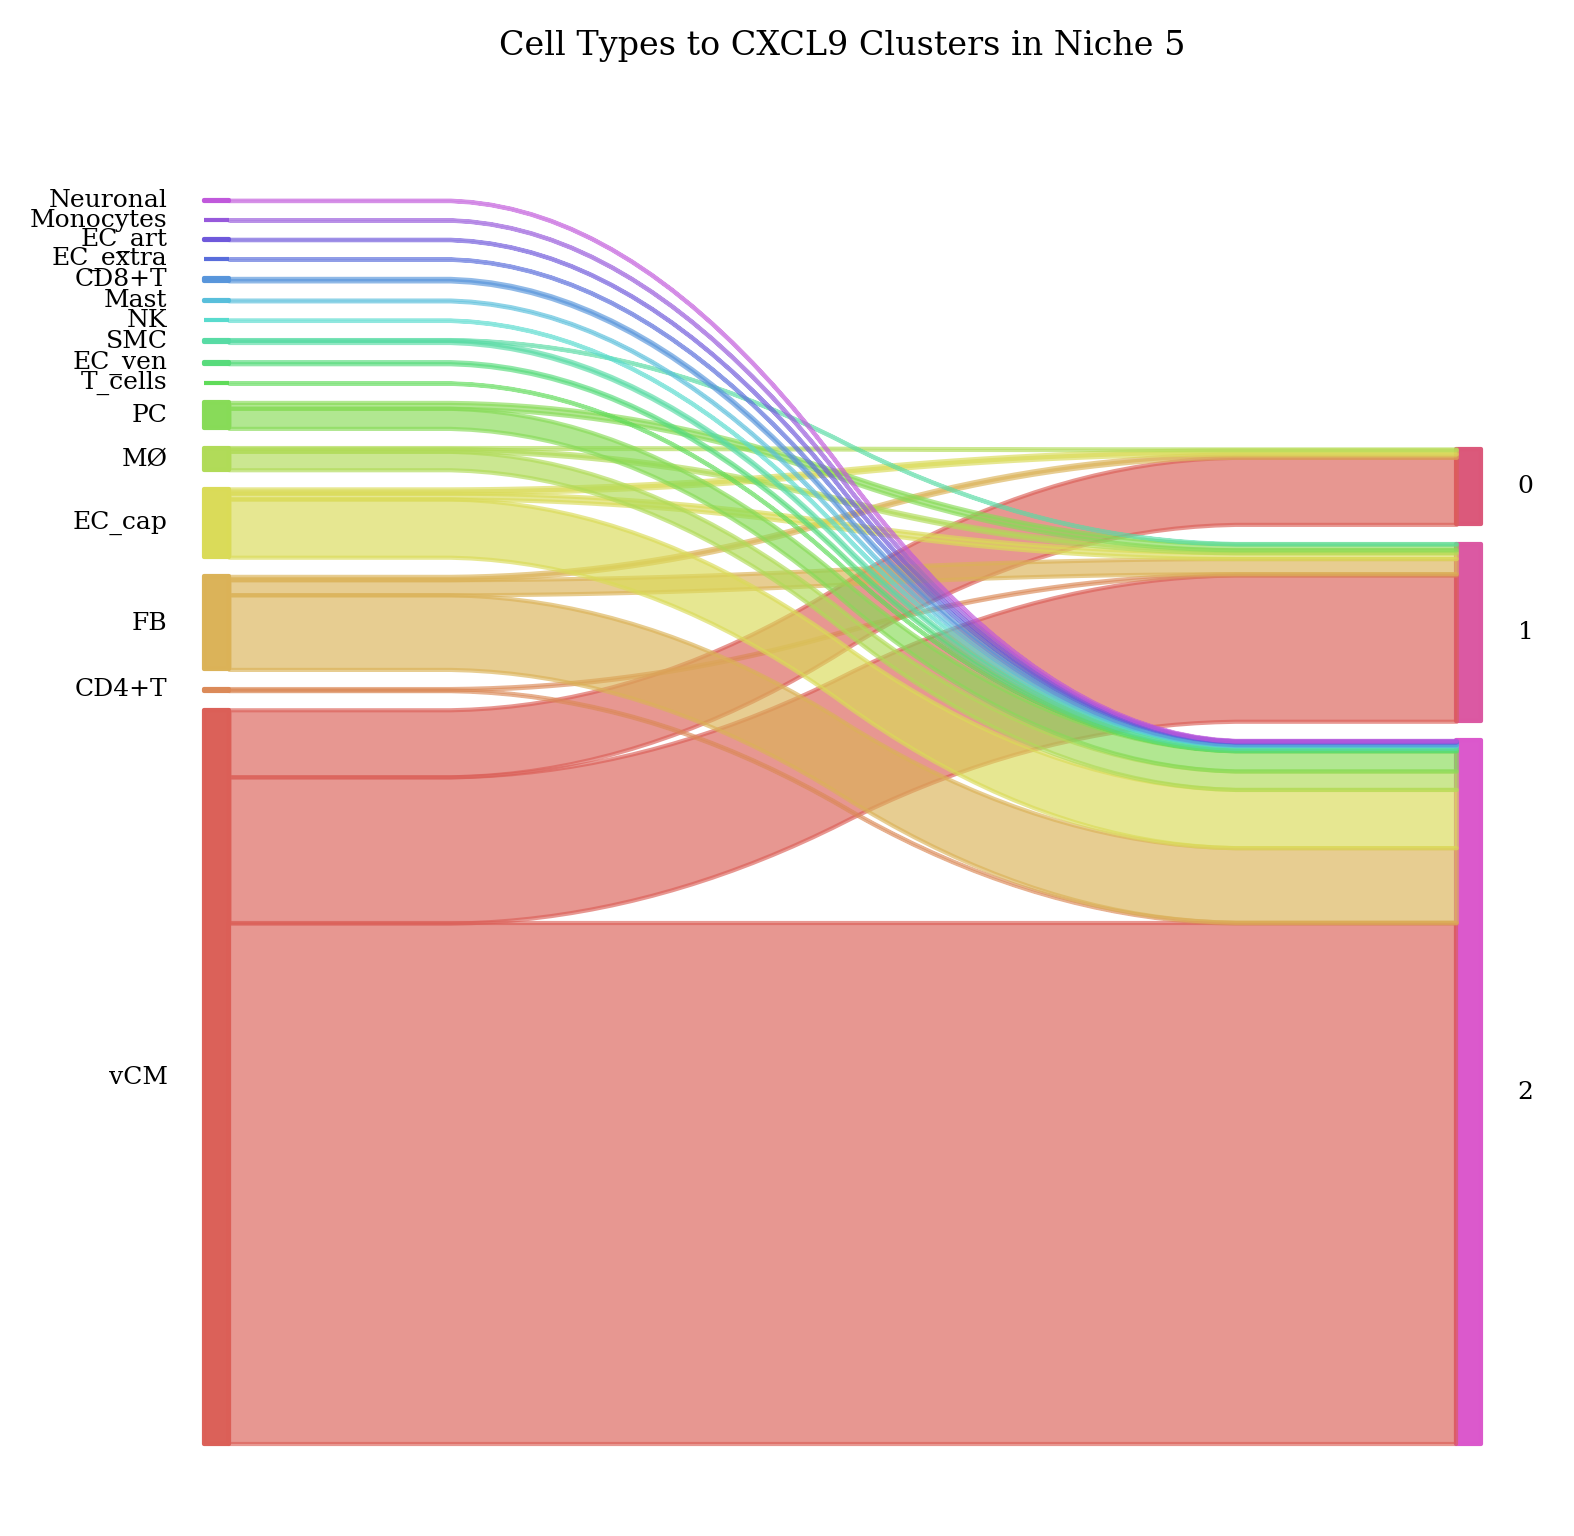 Cell Types to CXCL9 Clusters in Niche 5
Neuronal
Monocytes
EC_art
EC_extra
CD8+T
Mast
NK
SMC
EC_ven
T_cells
PC
MØ
EC_cap
FB
CD4+T
vCM
0
1
2